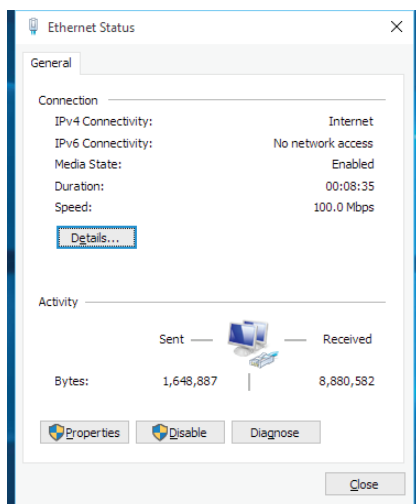 Ethernet Status
General
Connection
IPv4 Connectivity: Internet
IPv6 Connectivity: No network access
Media State: Enabled
Duration: 00:08:35
Speed: 100.0 Mbps
Details...
Activity
Sent Received
Bytes: 1,648,887 8,880,582
Properties Disable Diagnose
Close